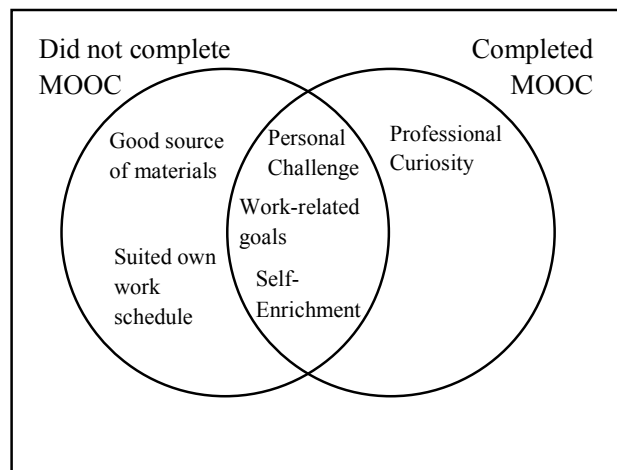 Did not complete
MOOC
Completed
MOOC
Good source
of materials
Suited own
work
schedule
Personal
Challenge
Work-related
goals
Self-
Enrichment
Professional
Curiosity